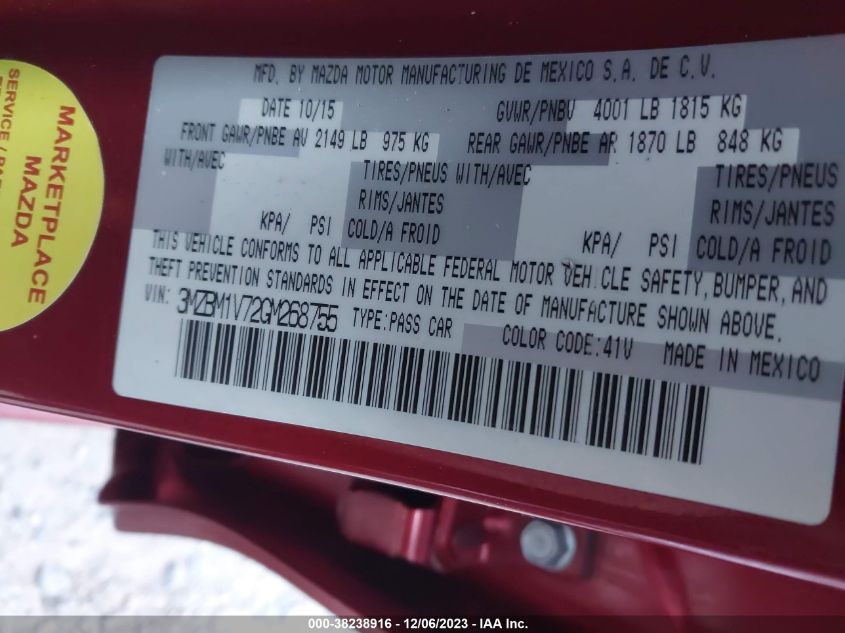 MFD. BY MAZDA MOTOR MANUFACTURING DE MEXICO S.A. DE C.V.
DATE 10/15 GVWR/PNBV 4001 LB 1815 KG
FRONT GAWR/PNBE AV 2149 LB 975 KG REAR GAWR/PNBE AR 1870 LB 848 KG
WITH/AVEC TIRES/PNEUS WITH/AVEC TIRES/PNEUS
RIMS/JANTES RIMS/JANTES
KPA/ PSI COLD/A FROID KPA/ PSI COLD/A FROID
THIS VEHICLE CONFORMS TO ALL APPLICABLE FEDERAL MOTOR VEHICLE SAFETY, BUMPER, AND
THEFT PREVENTION STANDARDS IN EFFECT ON THE DATE OF MANUFACTURE SHOWN ABOVE.
VIN: 3MZBM1V72GM268755 TYPE:PASS CAR COLOR CODE:41V MADE IN MEXICO
MARKETPLACE
MAZDA
SERVICE /
000-38238916 - 12/06/2023 - IAA Inc.